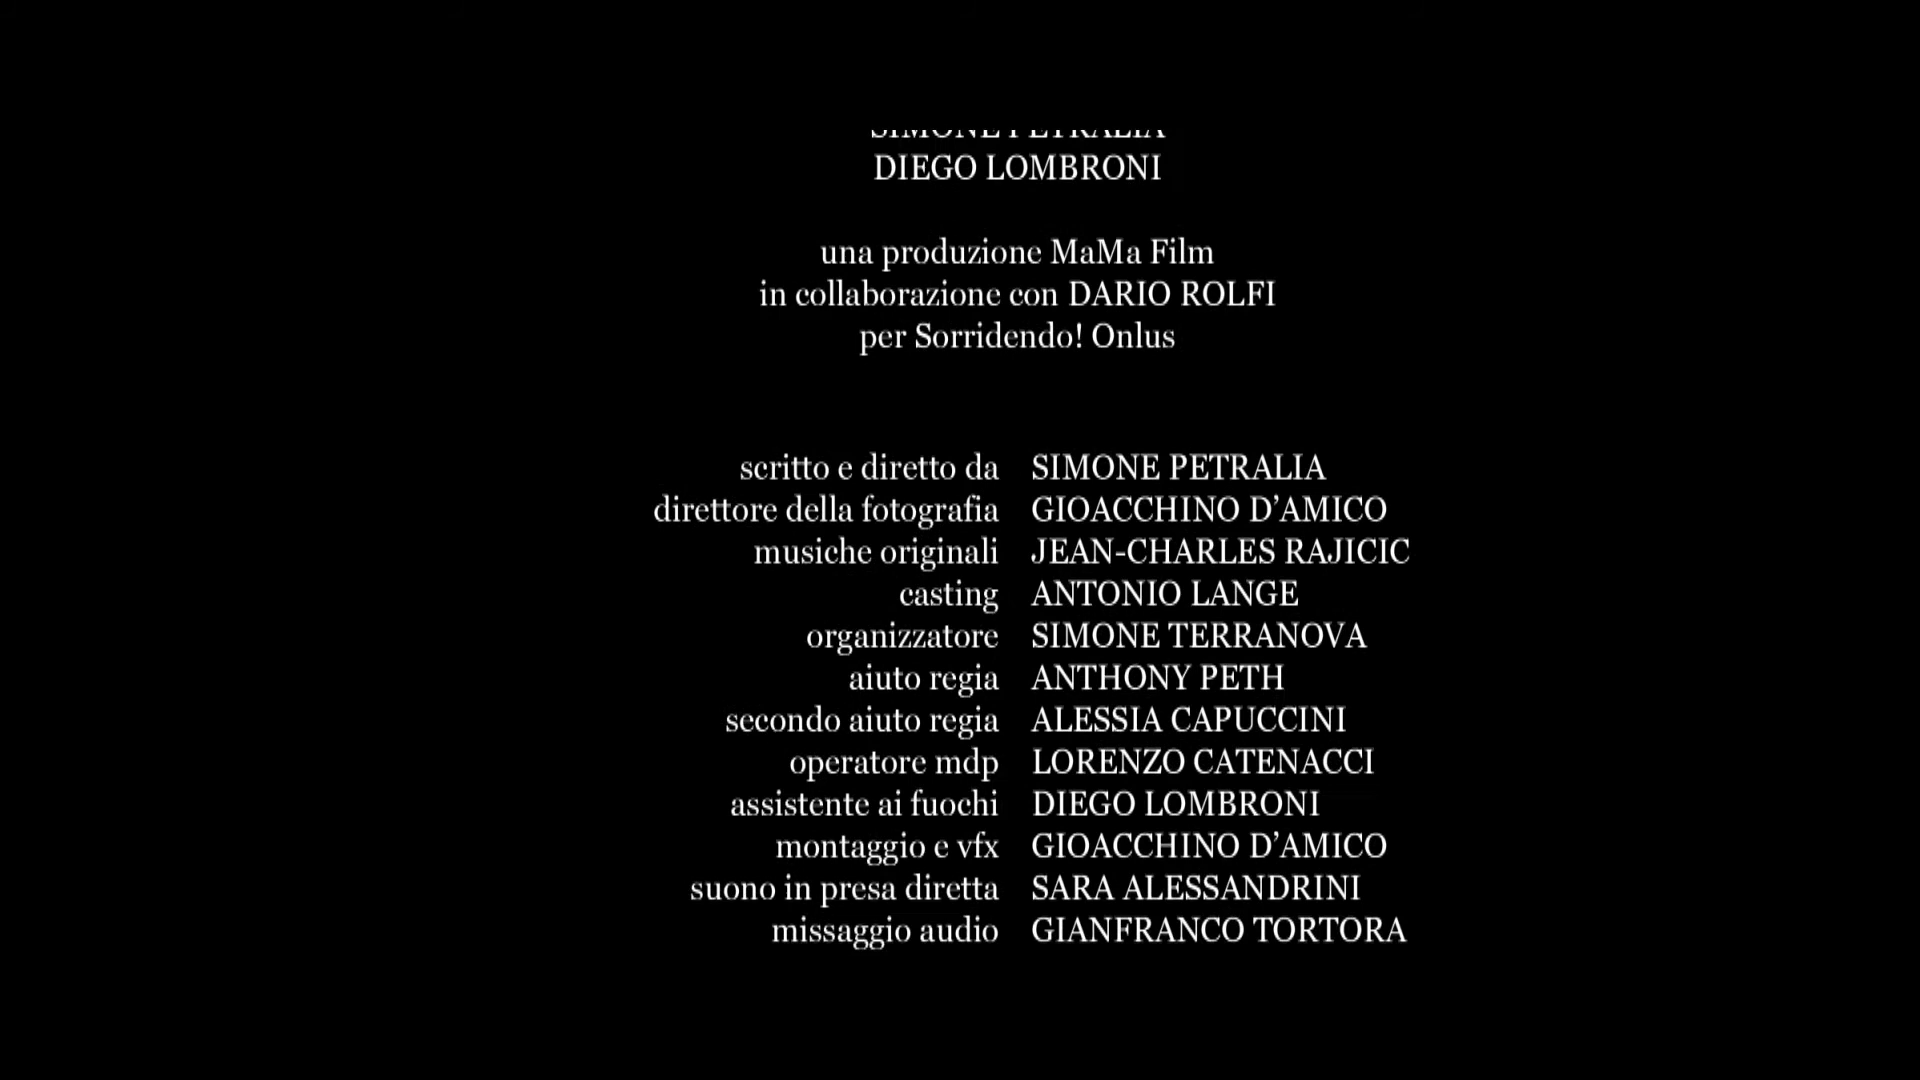 SIMONE PETRALIA
DIEGO LOMBRONI
una produzione MaMa Film
in collaborazione con DARIO ROLFI
per Sorridendo! Onlus
scritto e diretto da SIMONE PETRALIA
direttore della fotografia GIOACCHINO D’AMICO
musiche originali JEAN-CHARLES RAJICIC
casting ANTONIO LANGE
organizzatore SIMONE TERRANOVA
aiuto regia ANTHONY PETH
secondo aiuto regia ALESSIA CAPUCCINI
operatore mdp LORENZO CATENACCI
assistente ai fuochi DIEGO LOMBRONI
montaggio e vfx GIOACCHINO D’AMICO
suono in presa diretta SARA ALESSANDRINI
missaggio audio GIANFRANCO TORTORA